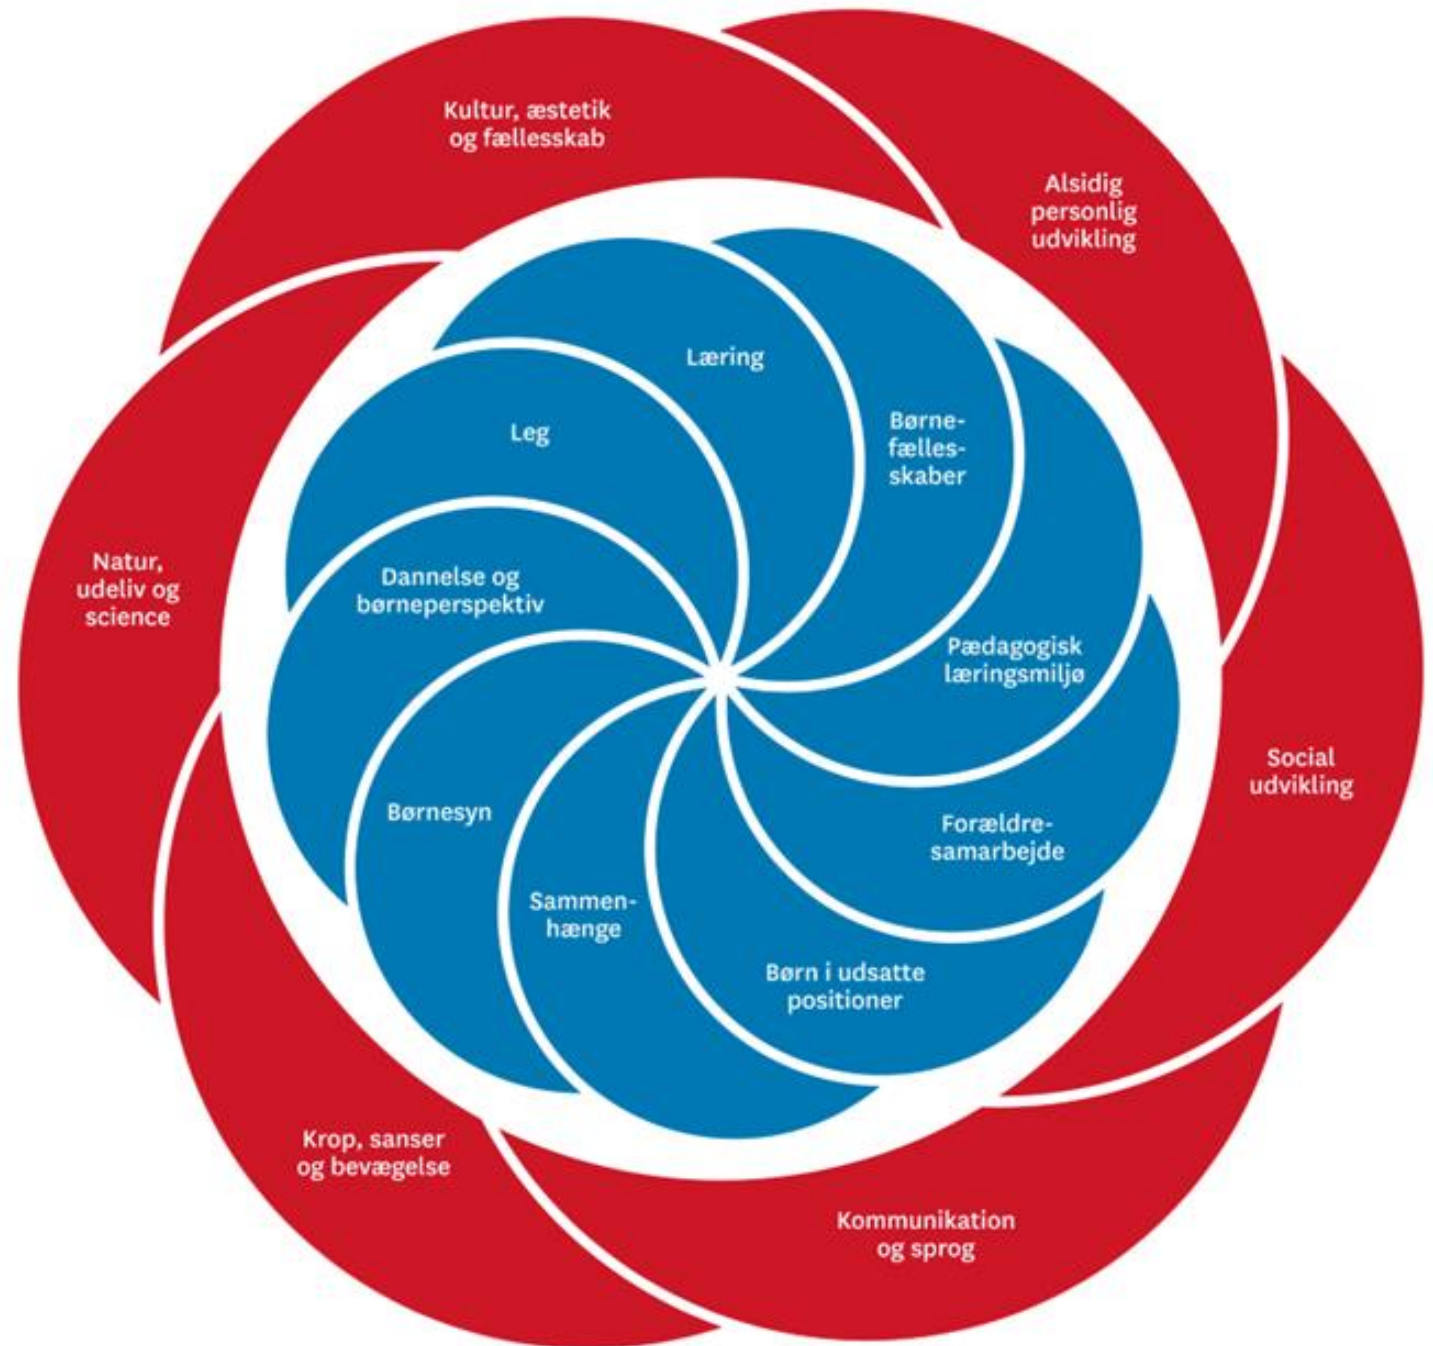 Kultur, æstetik
og fællesskab
Alsidig
personlig
udvikling
Social
udvikling
Kommunikation
og sprog
Krop, sanser
og bevægelse
Natur,
udeliv og
science
Læring
Børne-
fælles-
skaber
Pædagogisk
læringsmiljø
Forældre-
samarbejde
Børn i udsatte
positioner
Sammen-
hænge
Børnesyn
Dannelse og
børneperspektiv
Leg